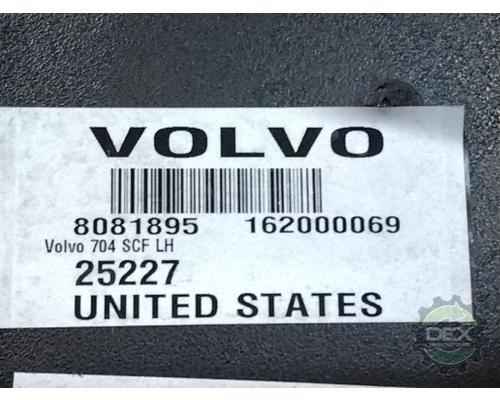 VOLVO
8081895 162000069
Volvo 704 SCF LH
25227
UNITED STATES
DEX